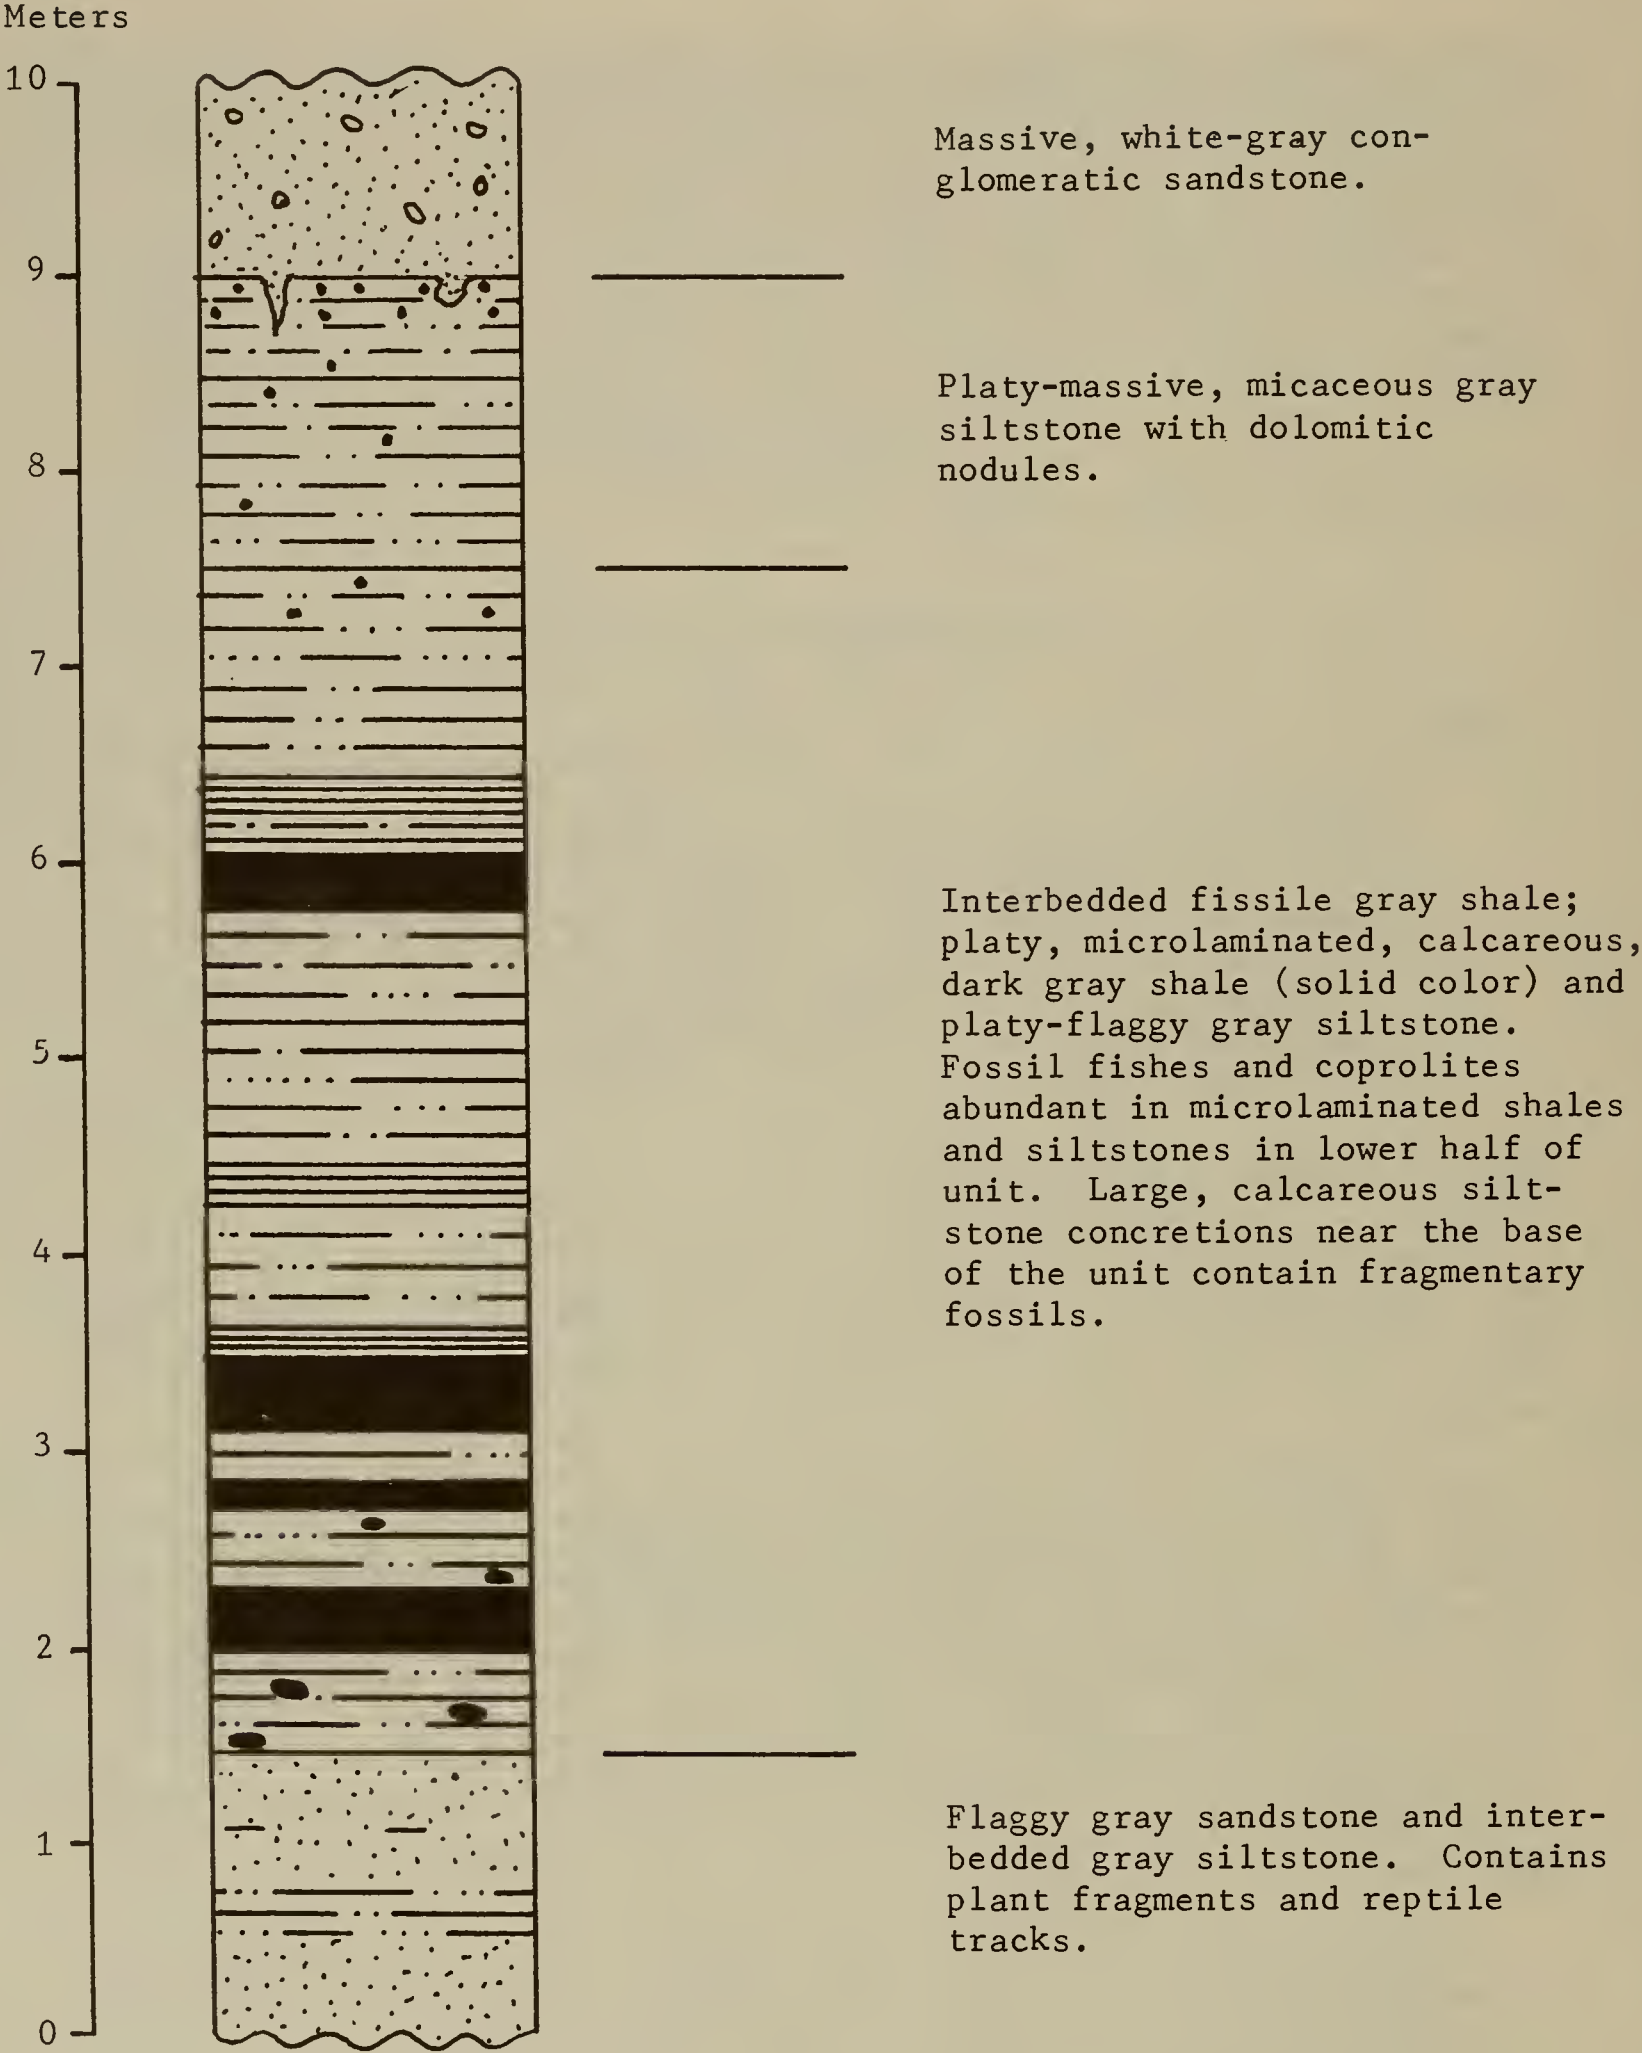 Meters
10
9
8
7
6
5
4
3
2
1
0
Massive, white-gray con-
glomeratic sandstone.
Platy-massive, micaceous gray
siltstone with dolomitic
nodules.
Interbedded fissile gray shale;
platy, microlaminated, calcareous,
dark gray shale (solid color) and
platy-flaggy gray siltstone.
Fossil fishes and coprolites
abundant in microlaminated shales
and siltstones in lower half of
unit. Large, calcareous silt-
stone concretions near the base
of the unit contain fragmentary
fossils.
Flaggy gray sandstone and inter-
bedded gray siltstone. Contains
plant fragments and reptile
tracks.